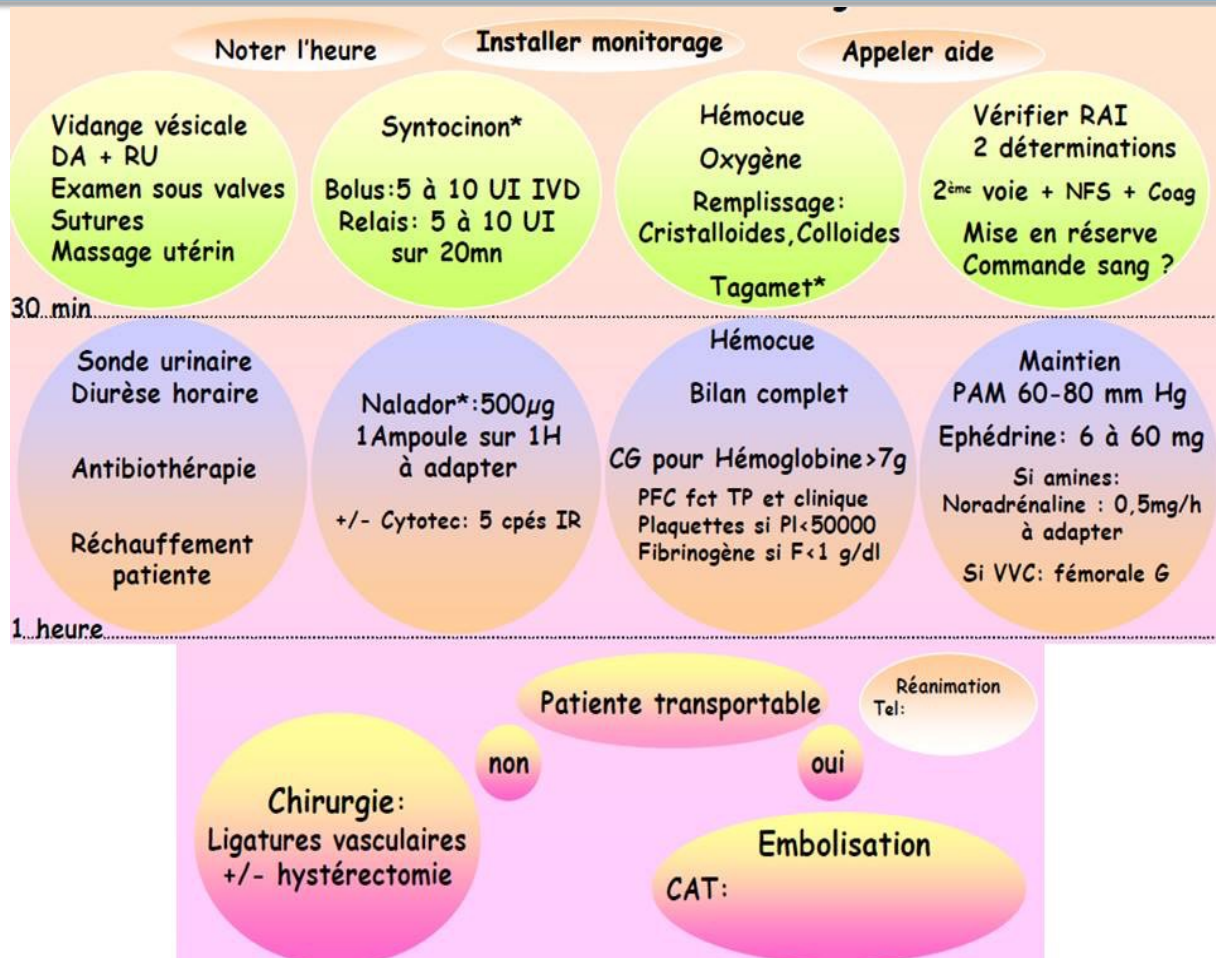 Noter l'heure
Installer monitorage
Appeler aide
Vidange vésicale
DA + RU
Examen sous valves
Sutures
Massage utérin
Syntocinon*
Bolus:5 à 10 UI IVD
Relais: 5 à 10 UI
sur 20mn
Hémocue
Oxygène
Remplissage:
Cristalloides,Colloides
Tagamet*
Vérifier RAI
2 déterminations
2ème voie + NFS + Coag
Mise en réserve
Commande sang ?
30 min
Sonde urinaire
Diurèse horaire
Antibiothérapie
Réchauffement
patiente
Nalador*:500µg
1Ampoule sur 1H
à adapter
+/- Cytotec: 5 cpés IR
Hémocue
Bilan complet
CG pour Hémoglobine>7g
PFC fct TP et clinique
Plaquettes si Pl<50000
Fibrinogène si F<1 g/dl
Maintien
PAM 60-80 mm Hg
Ephédrine: 6 à 60 mg
Si amines:
Noradrénaline : 0,5mg/h
à adapter
Si VVC: fémorale G
1 heure
Patiente transportable
Réanimation
Tel:
non
oui
Chirurgie:
Ligatures vasculaires
+/- hystérectomie
Embolisation
CAT: